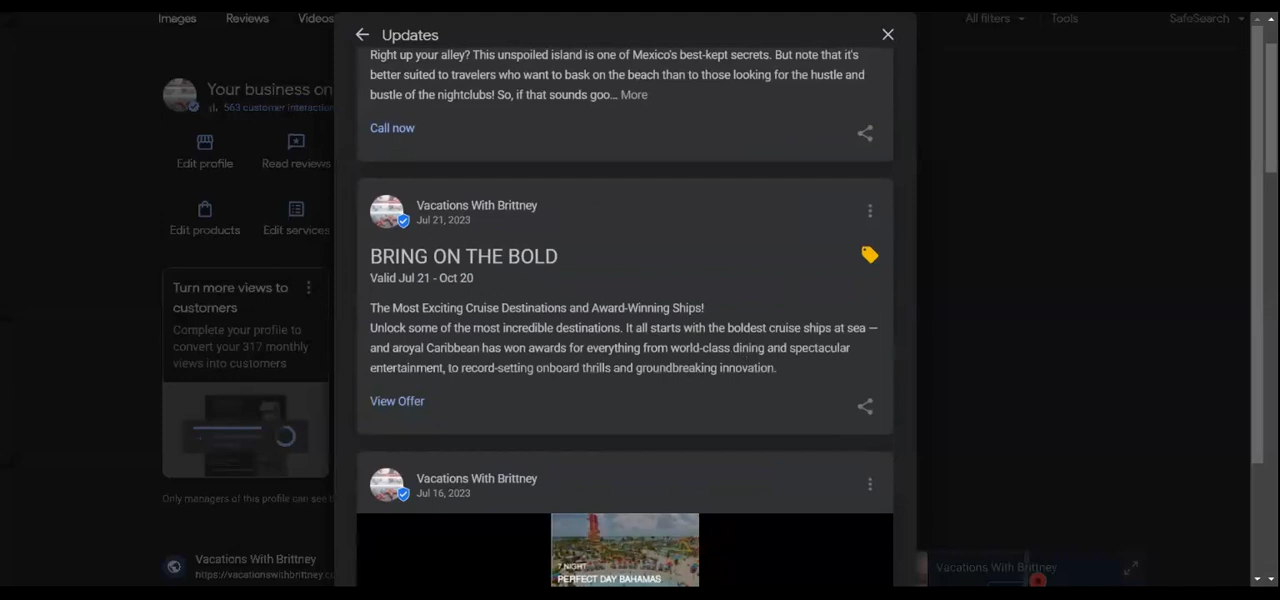 Images
Reviews
Videos
All filters
Tools
SafeSearch
Updates
Right up your alley? This unspoiled island is one of Mexico's best-kept secrets. But note that it's
better suited to travelers who want to bask on the beach than to those looking for the hustle and
bustle of the nightclubs! So, if that sounds goo... More
Call now
Your business on
563 customer interaction
Edit profile
Read reviews
Edit products
Edit services
Turn more views to
customers
Complete your profile to
convert your 317 monthly
views into customers
Only managers of this profile can see t
Vacations With Brittney
https://vacationswithbrittney.co
Vacations With Brittney
Jul 21, 2023
BRING ON THE BOLD
Valid Jul 21 - Oct 20
The Most Exciting Cruise Destinations and Award-Winning Ships!
Unlock some of the most incredible destinations. It all starts with the boldest cruise ships at sea —
and aroyal Caribbean has won awards for everything from world-class dining and spectacular
entertainment, to record-setting onboard thrills and groundbreaking innovation.
View Offer
Vacations With Brittney
Jul 16, 2023
7 NIGHT
PERFECT DAY BAHAMAS
Vacations With Brittney